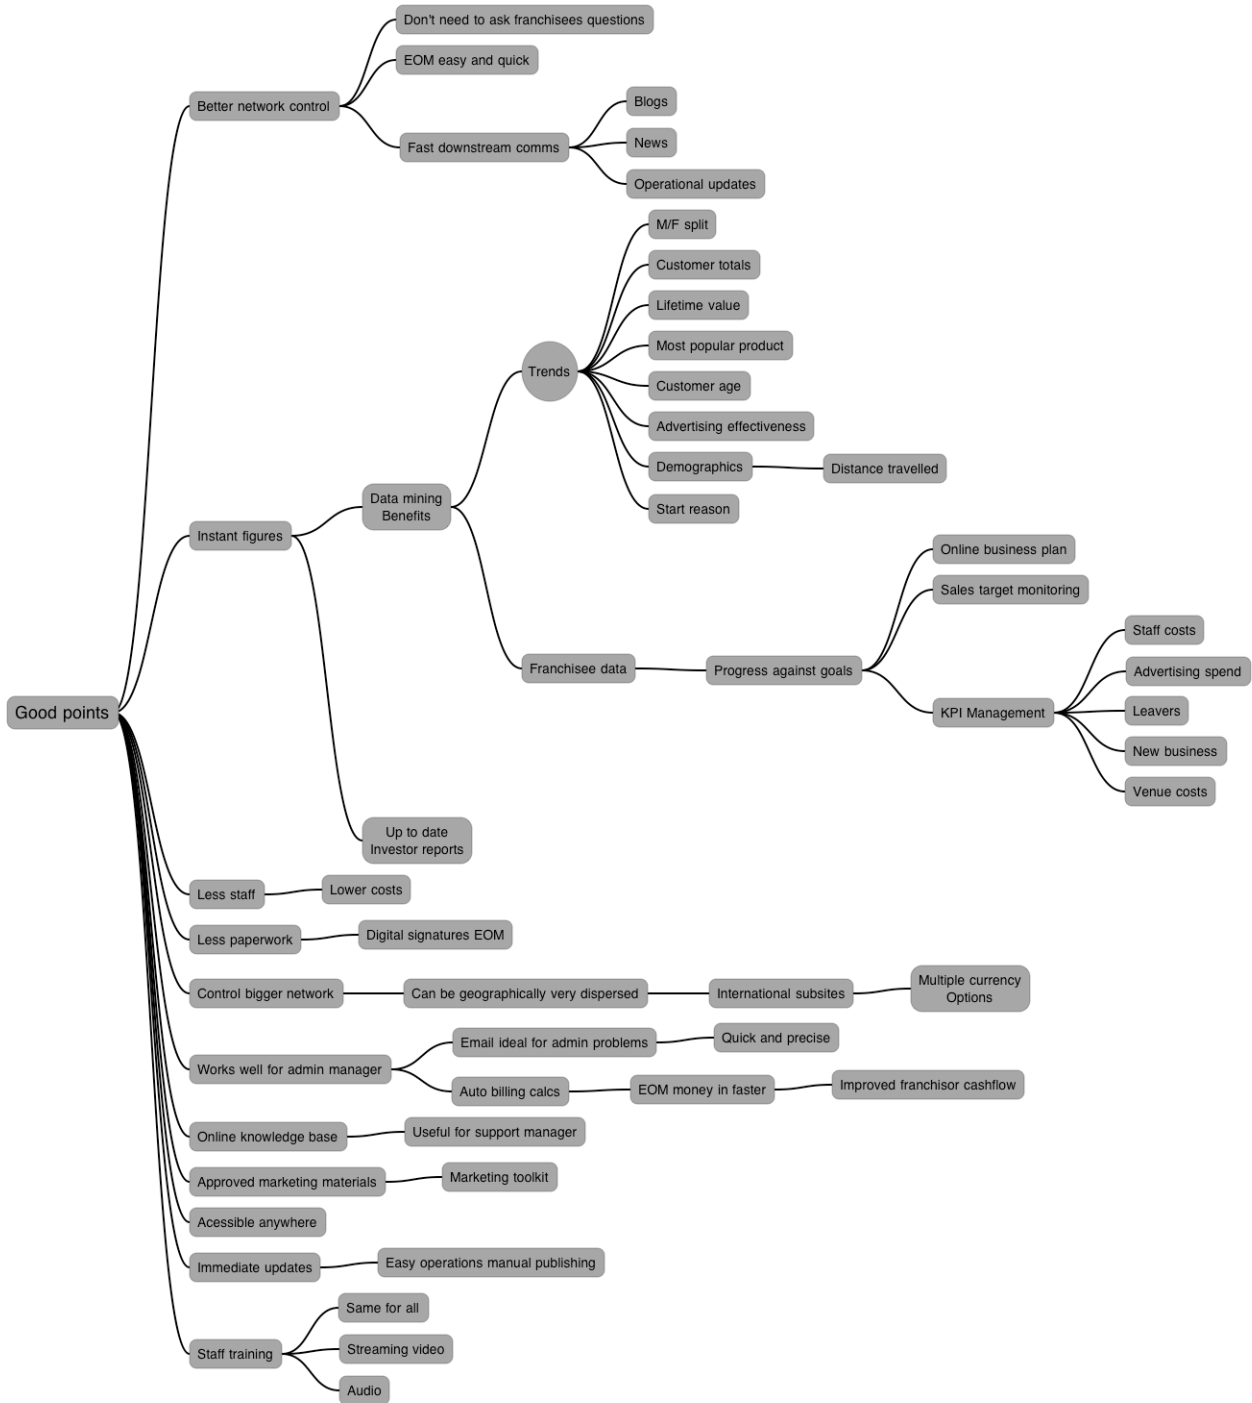 Good points
Better network control
Don't need to ask franchisees questions
EOM easy and quick
Fast downstream comms
Blogs
News
Operational updates
Instant figures
Data mining
Benefits
Trends
M/F split
Customer totals
Lifetime value
Most popular product
Customer age
Advertising effectiveness
Demographics
Distance travelled
Start reason
Franchisee data
Progress against goals
Online business plan
Sales target monitoring
KPI Management
Staff costs
Advertising spend
Leavers
New business
Venue costs
Up to date
Investor reports
Less staff
Lower costs
Less paperwork
Digital signatures EOM
Control bigger network
Can be geographically very dispersed
International subsites
Multiple currency
Options
Works well for admin manager
Email ideal for admin problems
Quick and precise
Auto billing calcs
EOM money in faster
Improved franchisor cashflow
Online knowledge base
Useful for support manager
Approved marketing materials
Marketing toolkit
Acessible anywhere
Immediate updates
Easy operations manual publishing
Staff training
Same for all
Streaming video
Audio